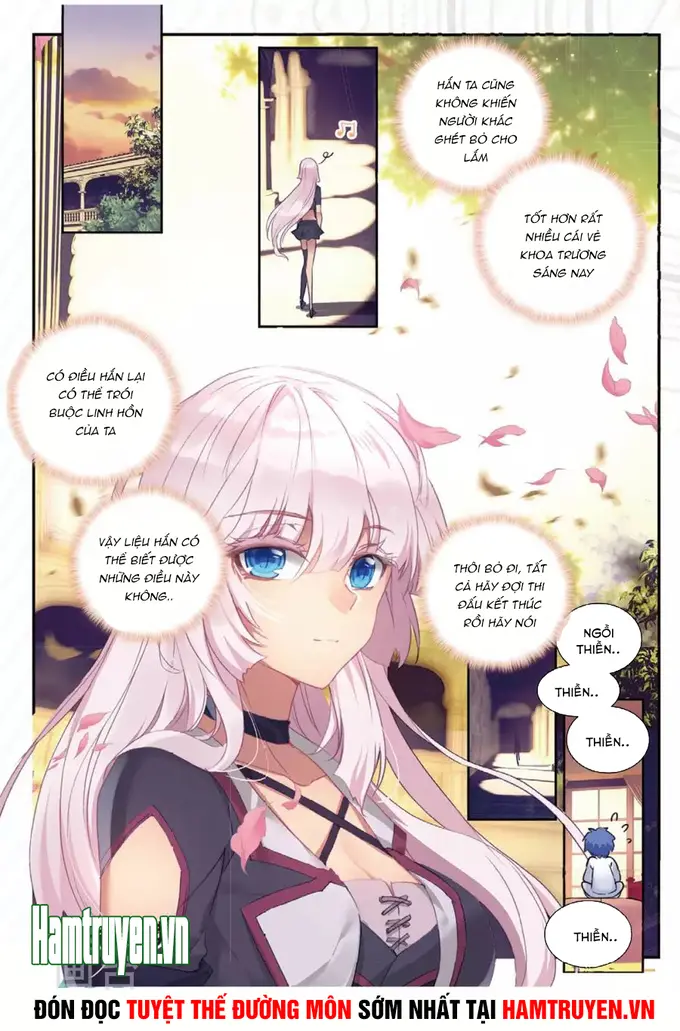 HẮN TA CŨNG
KHÔNG KHIẾN
NGƯỜI KHÁC
GHÉT BỎ CHO
LẮM
TỐT HƠN RẤT
NHIỀU CÁI VẺ
KHOA TRƯƠNG
SÁNG NAY
CÓ ĐIỀU HẮN LẠI
CÓ THỂ TRÓI
BUỘC LINH HỒN
CỦA TA
VẬY LIỆU HẮN CÓ
THỂ BIẾT ĐƯỢC
NHỮNG ĐIỀU NÀY
KHÔNG..
THÔI BỎ ĐI, TẤT
CẢ HÃY ĐỢI THI
ĐẤU KẾT THÚC
RỒI HÃY NÓI
NGỒI
THIỀN..
THIỀN..
THIỀN..
THIỀN..
Hamtruyen.vn
ĐÓN ĐỌC TUYỆT THẾ ĐƯỜNG MÔN SỚM NHẤT TẠI HAMTRUYEN.VN